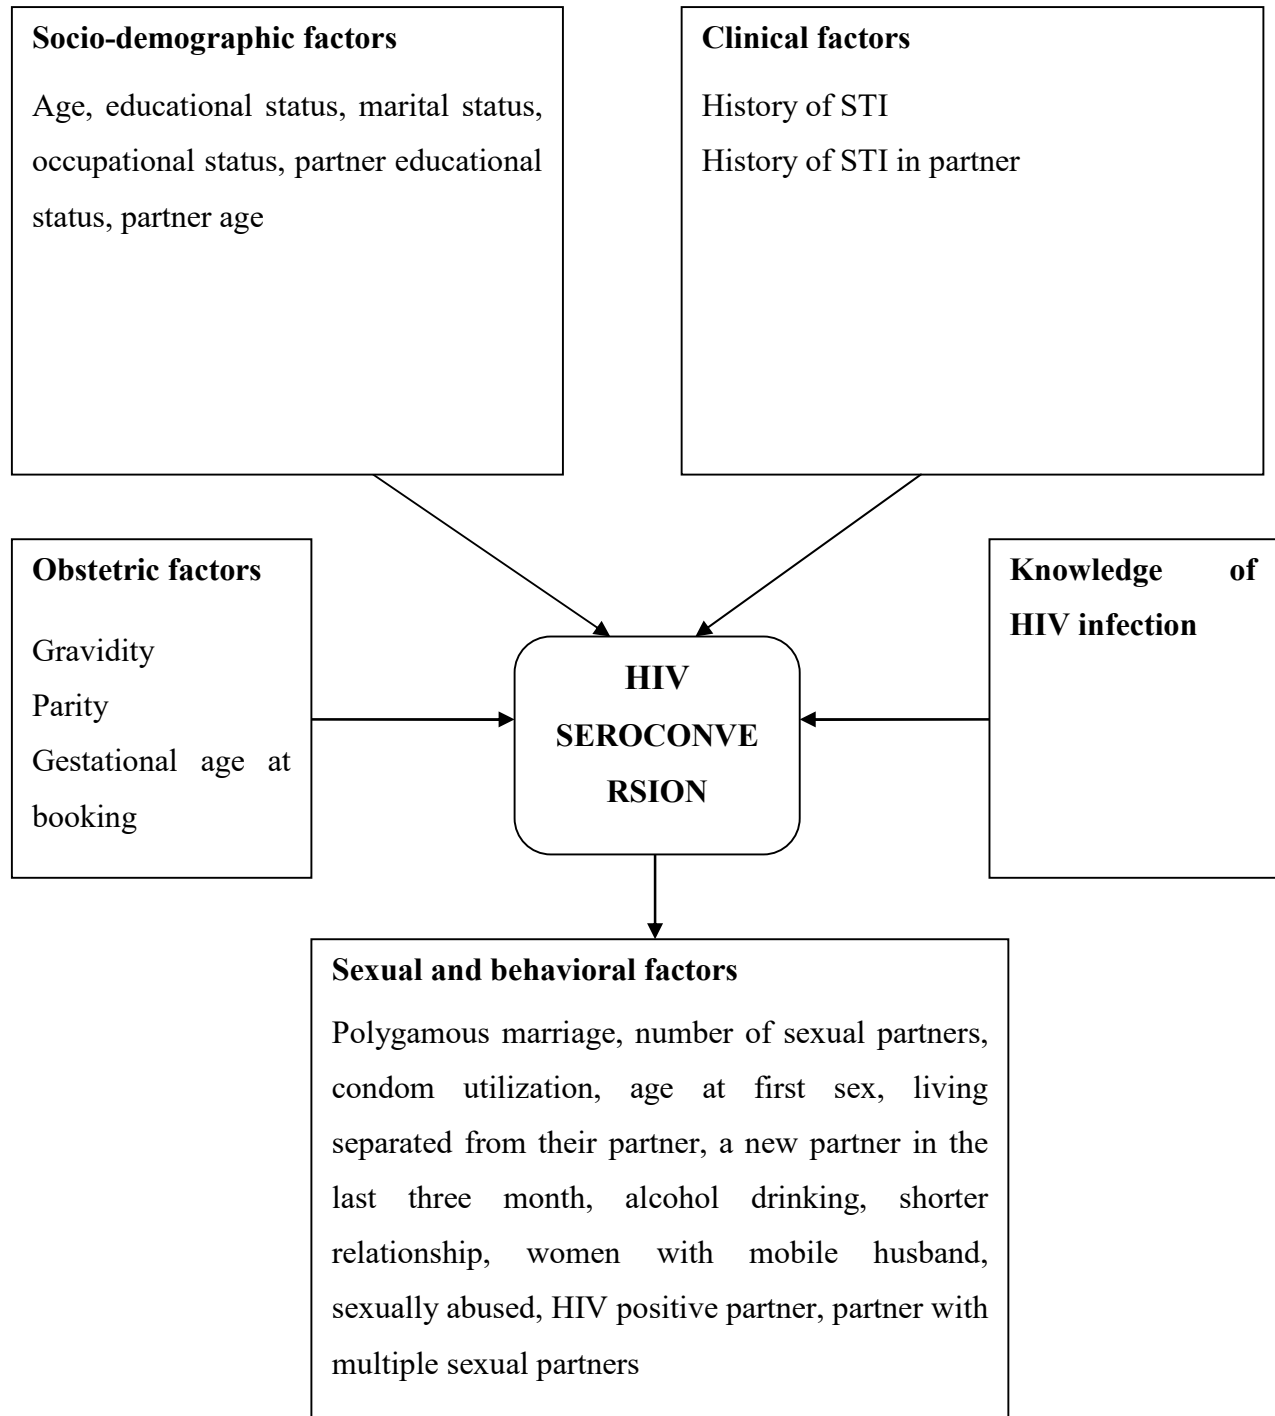 Socio-demographic factors
Age, educational status, marital status,
occupational status, partner educational
status, partner age
Clinical factors
History of STI
History of STI in partner
Obstetric factors
Gravidity
Parity
Gestational age at
booking
HIV
SEROCONVE
RSION
Knowledge of
HIV infection
Sexual and behavioral factors
Polygamous marriage, number of sexual partners,
condom utilization, age at first sex, living
separated from their partner, a new partner in the
last three month, alcohol drinking, shorter
relationship, women with mobile husband,
sexually abused, HIV positive partner, partner with
multiple sexual partners